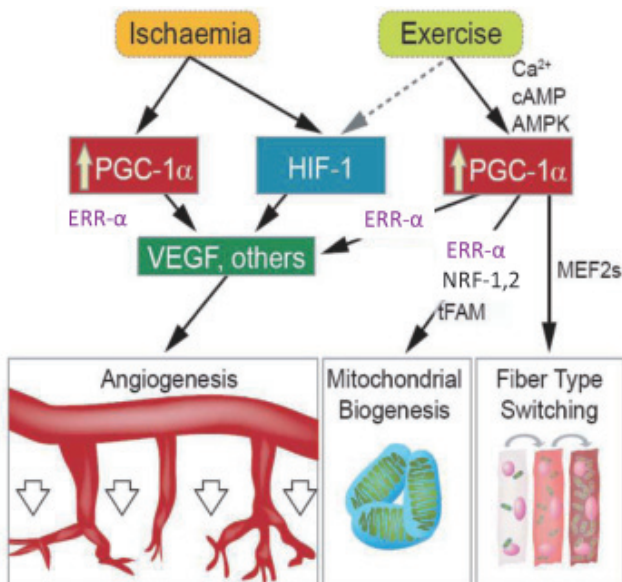 Ischaemia
Exercise
Ca²⁺
cAMP
AMPK
PGC-1α
HIF-1
PGC-1α
ERR-α
ERR-α
VEGF, others
ERR-α
NRF-1,2
tFAM
MEF2s
Angiogenesis
Mitochondrial
Biogenesis
Fiber Type
Switching